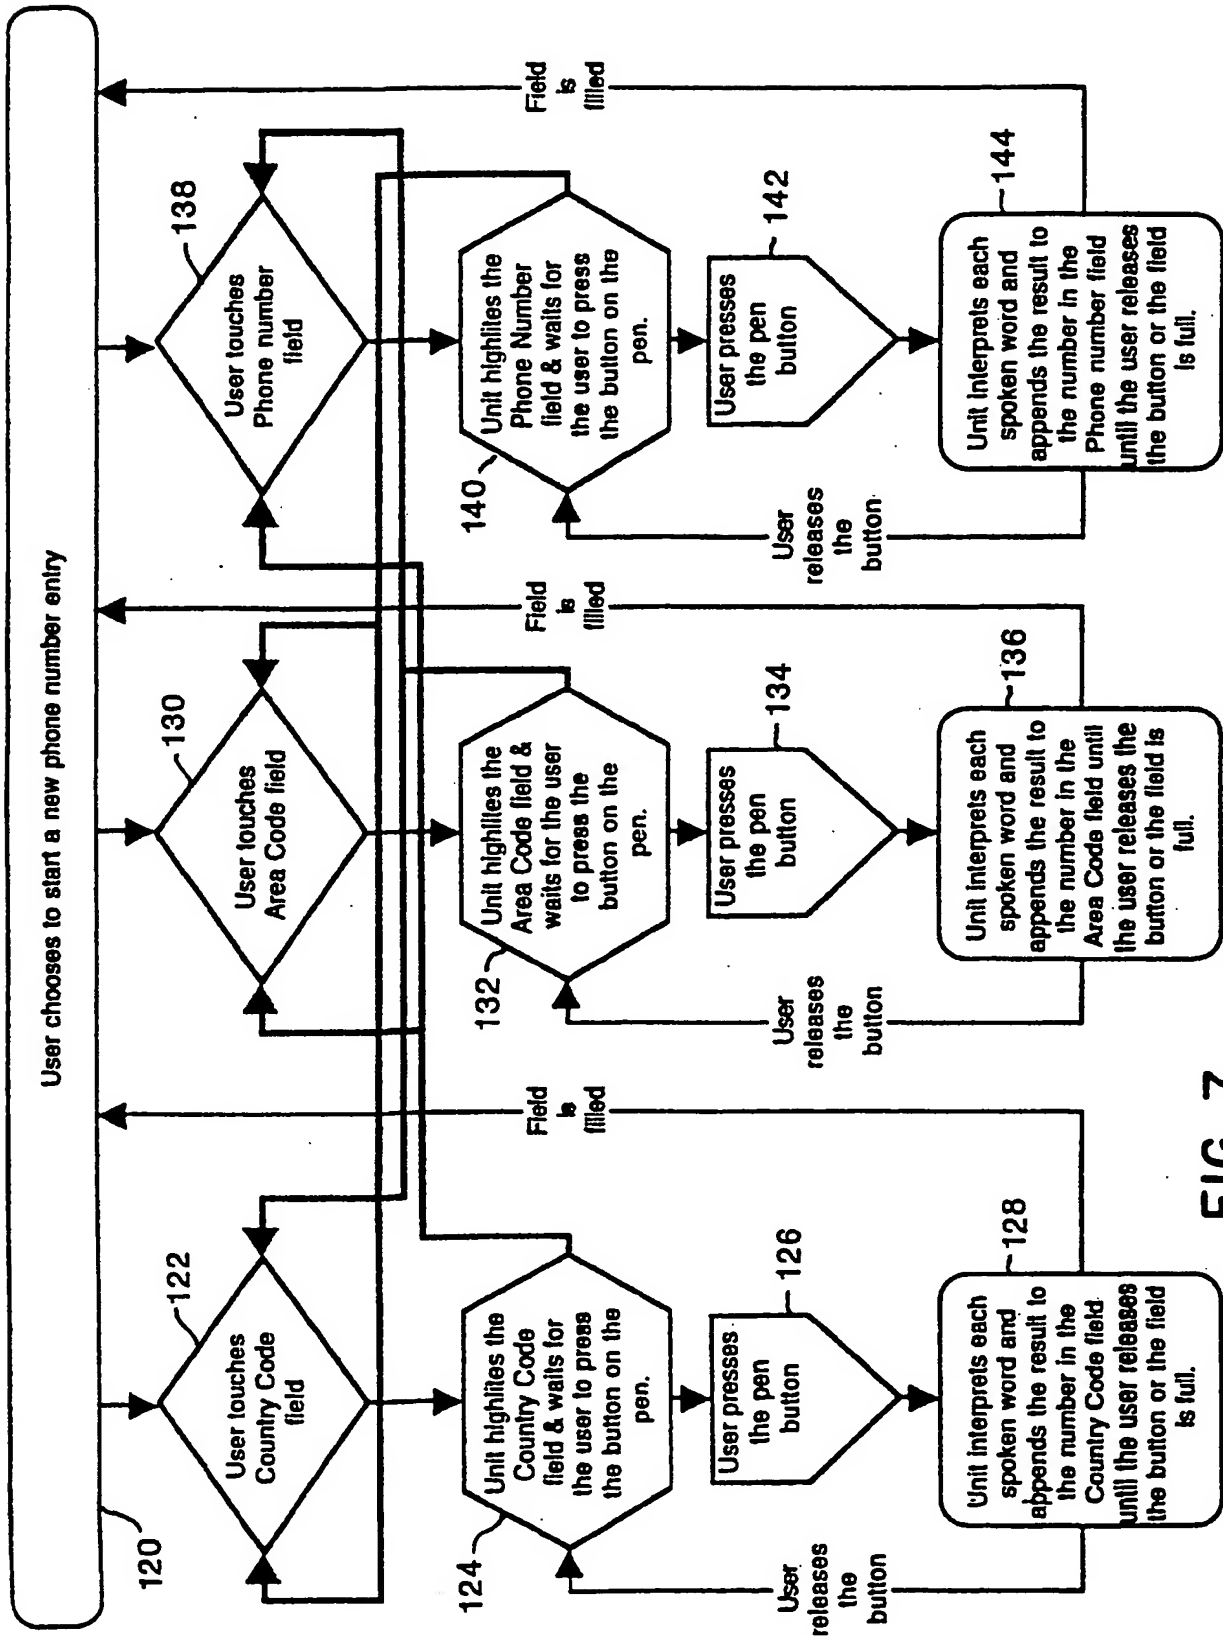 User chooses to start a new phone number entry
120
122
User touches
Country Code
field
130
User touches
Area Code field
138
User touches
Phone number
field
124
Unit highlites the
Country Code
field & waits for
the user to press
the button on the
pen.
132
Unit highlites the
Area Code field &
waits for the user
to press the
button on the
pen.
140
Unit highlites the
Phone Number
field & waits for
the user to press
the button on the
pen.
Field
is
filled
Field
is
filled
Field
is
filled
126
User presses
the pen
button
134
User presses
the pen
button
142
User presses
the pen
button
User
releases
the
button
User
releases
the
button
User
releases
the
button
128
Unit interprets each
spoken word and
appends the result to
the number in the
Country Code field
until the user releases
the button or the field
is full.
136
Unit interprets each
spoken word and
appends the result to
the number in the
Area Code field until
the user releases the
button or the field is
full.
144
Unit interprets each
spoken word and
appends the result to
the number in the
Phone number field
until the user releases
the button or the field
is full.
FIG. 7